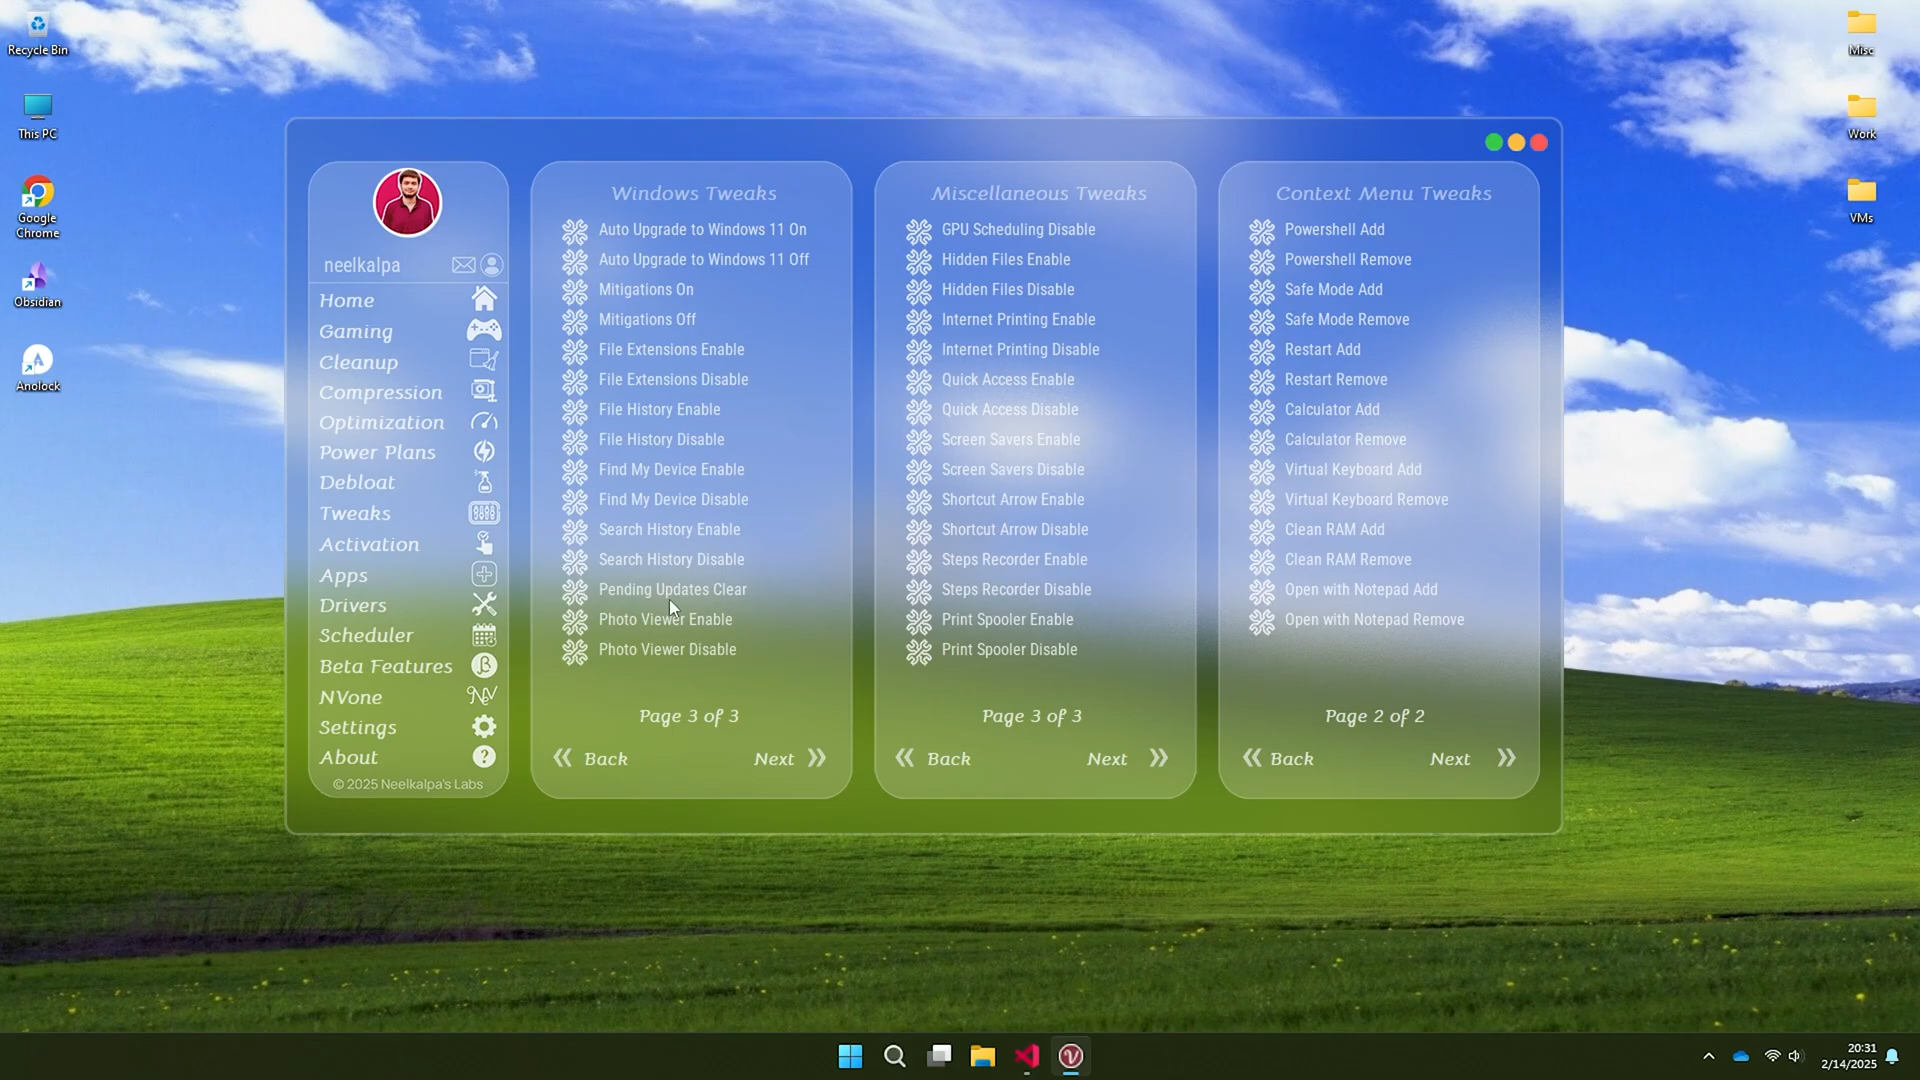 Recycle Bin
This PC
Google
Chrome
Obsidian
Anolock
Misc
Work
VMs
neelkalpa
Home
Gaming
Cleanup
Compression
Optimization
Power Plans
Debloat
Tweaks
Activation
Apps
Drivers
Scheduler
Beta Features
NVone
Settings
About
© 2025 Neelkalpa's Labs
Windows Tweaks
Auto Upgrade to Windows 11 On
Auto Upgrade to Windows 11 Off
Mitigations On
Mitigations Off
File Extensions Enable
File Extensions Disable
File History Enable
File History Disable
Find My Device Enable
Find My Device Disable
Search History Enable
Search History Disable
Pending Updates Clear
Photo Viewer Enable
Photo Viewer Disable
Page 3 of 3
Back Next
Miscellaneous Tweaks
GPU Scheduling Disable
Hidden Files Enable
Hidden Files Disable
Internet Printing Enable
Internet Printing Disable
Quick Access Enable
Quick Access Disable
Screen Savers Enable
Screen Savers Disable
Shortcut Arrow Enable
Shortcut Arrow Disable
Steps Recorder Enable
Steps Recorder Disable
Print Spooler Enable
Print Spooler Disable
Page 3 of 3
Back Next
Context Menu Tweaks
Powershell Add
Powershell Remove
Safe Mode Add
Safe Mode Remove
Restart Add
Restart Remove
Calculator Add
Calculator Remove
Virtual Keyboard Add
Virtual Keyboard Remove
Clean RAM Add
Clean RAM Remove
Open with Notepad Add
Open with Notepad Remove
Page 2 of 2
Back Next
20:31
2/14/2025